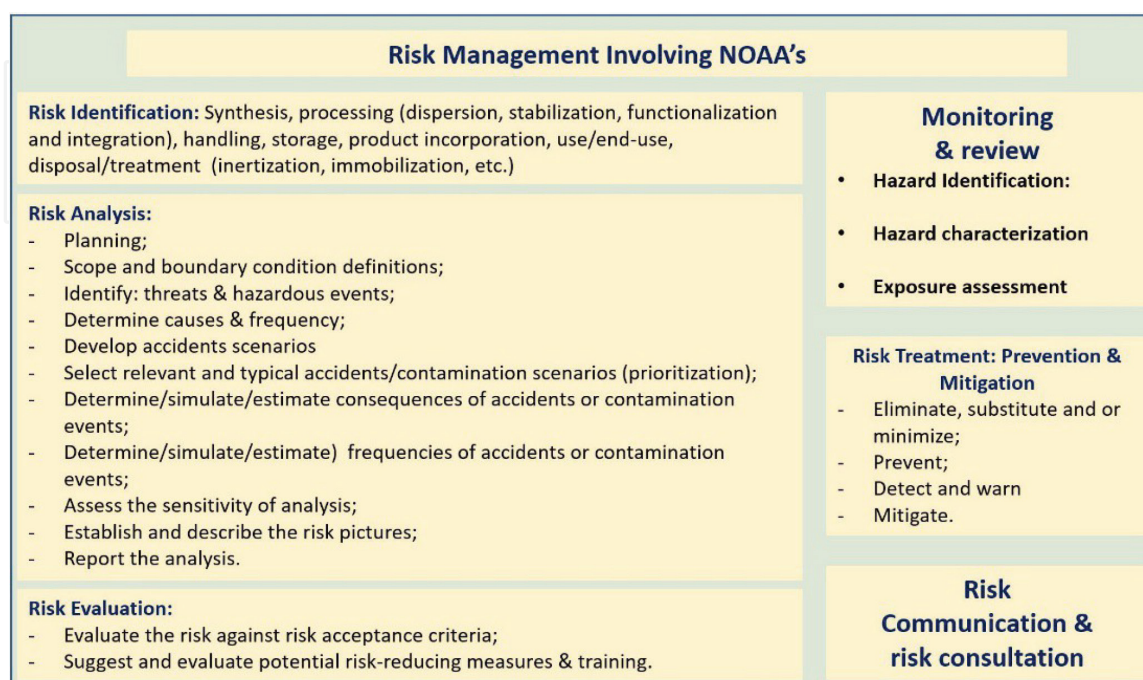 Risk Management Involving NOAA's
Risk Identification: Synthesis, processing (dispersion, stabilization, functionalization
and integration), handling, storage, product incorporation, use/end-use,
disposal/treatment (inertization, immobilization, etc.)
Risk Analysis:
- Planning;
- Scope and boundary condition definitions;
- Identify: threats & hazardous events;
- Determine causes & frequency;
- Develop accidents scenarios
- Select relevant and typical accidents/contamination scenarios (prioritization);
- Determine/simulate/estimate consequences of accidents or contamination
events;
- Determine/simulate/estimate) frequencies of accidents or contamination
events;
- Assess the sensitivity of analysis;
- Establish and describe the risk pictures;
- Report the analysis.
Risk Evaluation:
- Evaluate the risk against risk acceptance criteria;
- Suggest and evaluate potential risk-reducing measures & training.
Monitoring
& review
• Hazard Identification:
• Hazard characterization
• Exposure assessment
Risk Treatment: Prevention &
Mitigation
- Eliminate, substitute and or
minimize;
- Prevent;
- Detect and warn
- Mitigate.
Risk
Communication &
risk consultation